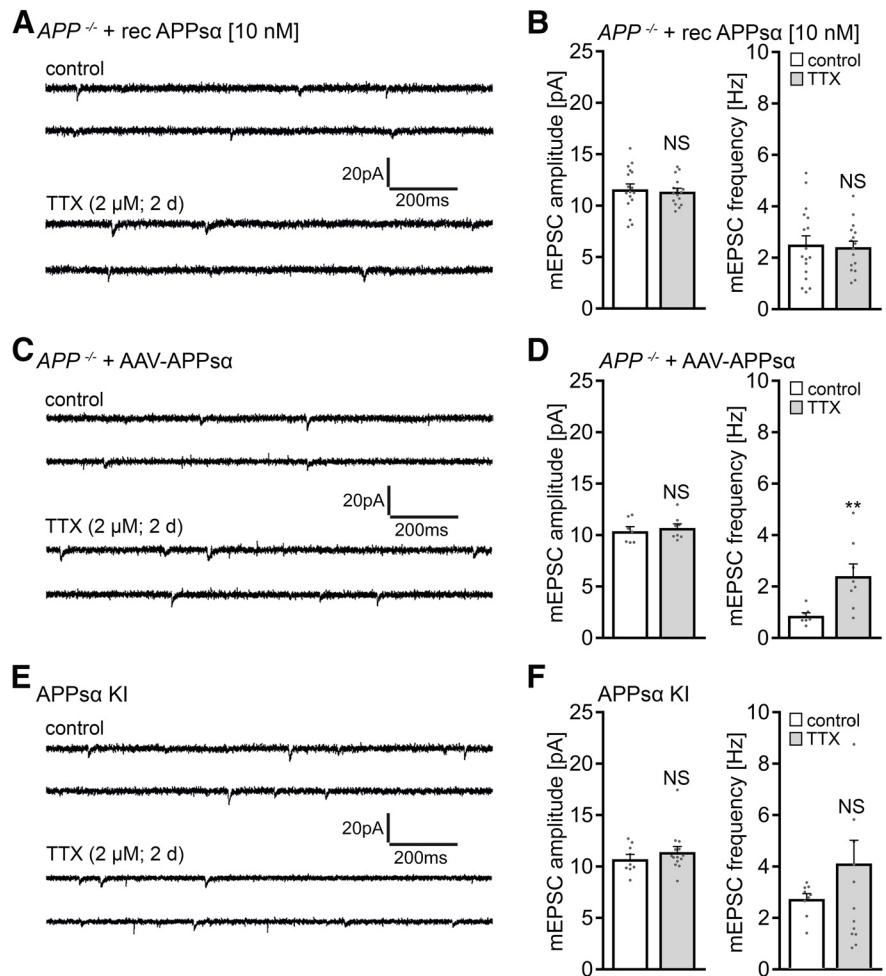 A APP -/- + rec APPsα [10 nM]
control
20pA
200ms
TTX (2 μM; 2 d)
B APP -/- + rec APPsα [10 nM]
mEPSC amplitude [pA]
25
20
15
10
5
0
NS
mEPSC frequency [Hz]
10
8
6
4
2
0
control
TTX
NS
C APP -/- + AAV-APPsα
control
20pA
200ms
TTX (2 μM; 2 d)
D APP -/- + AAV-APPsα
mEPSC amplitude [pA]
25
20
15
10
5
0
NS
mEPSC frequency [Hz]
10
8
6
4
2
0
control
TTX
**
E APPsα KI
control
20pA
200ms
TTX (2 μM; 2 d)
F APPsα KI
mEPSC amplitude [pA]
25
20
15
10
5
0
NS
mEPSC frequency [Hz]
10
8
6
4
2
0
control
TTX
NS